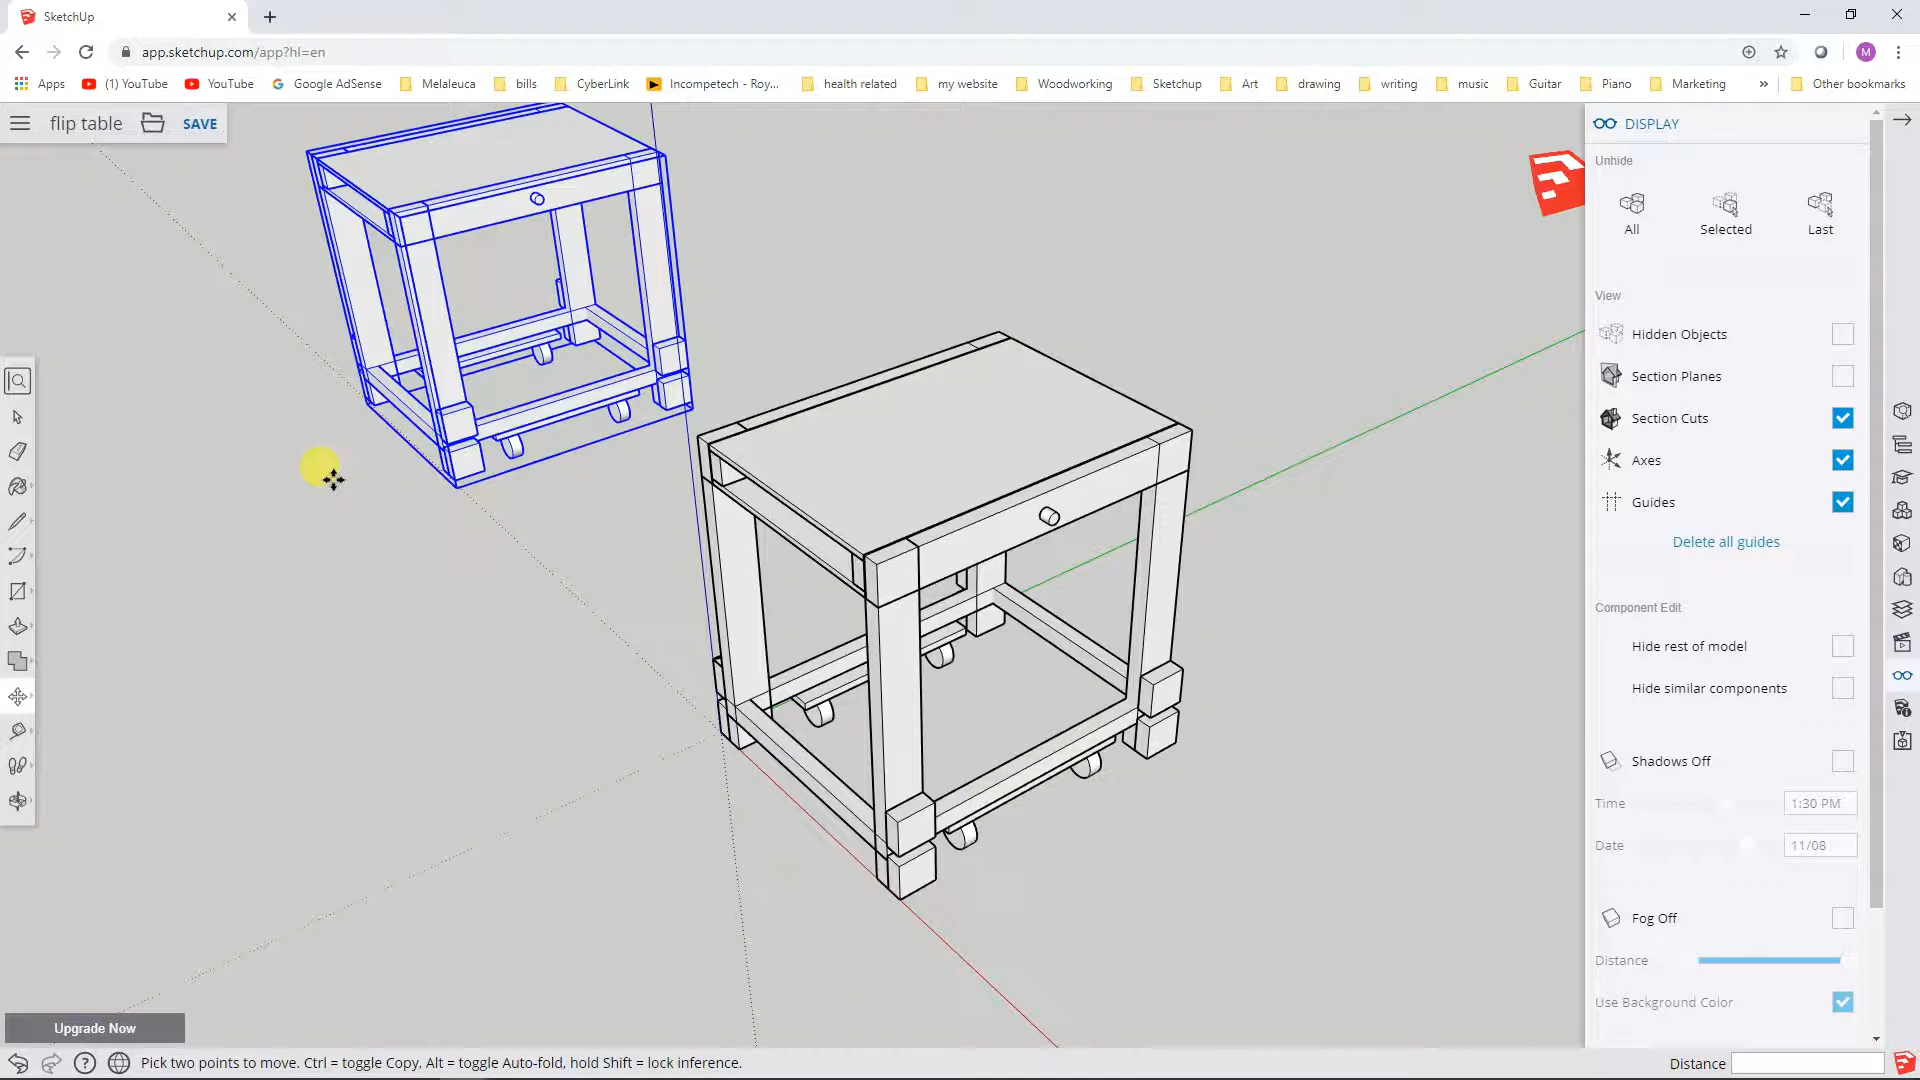 SketchUp
app.sketchup.com/app?hl=en
M
Apps
(1) YouTube
YouTube
Google AdSense
Melaleuca
bills
CyberLink
Incompetech - Roy...
health related
my website
Woodworking
Sketchup
Art
drawing
writing
music
Guitar
Piano
Marketing
»
Other bookmarks
flip table
SAVE
DISPLAY
Unhide
All
Selected
Last
View
Hidden Objects
Section Planes
Section Cuts
Axes
Guides
Delete all guides
Component Edit
Hide rest of model
Hide similar components
Shadows Off
Time
1:30 PM
Date
11/08
Fog Off
Distance
Use Background Color
Upgrade Now
Pick two points to move. Ctrl = toggle Copy, Alt = toggle Auto-fold, hold Shift = lock inference.
Distance